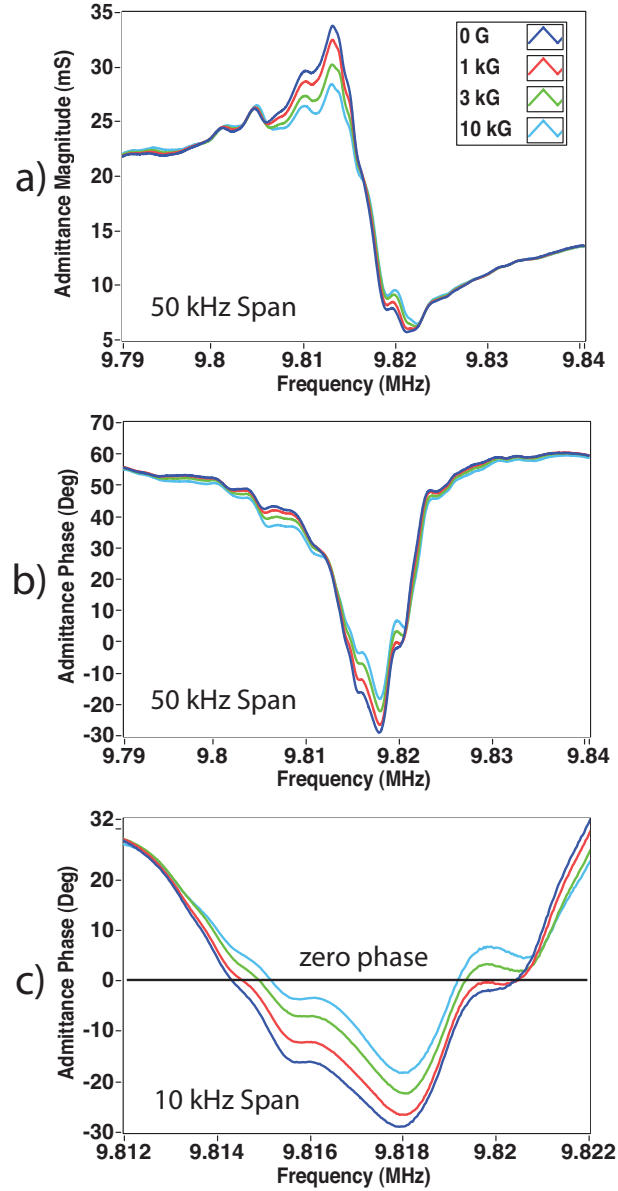 a)
Admittance Magnitude (mS)
35
30
25
20
15
10
5
0 G
1 kG
3 kG
10 kG
50 kHz Span
9.79 9.8 9.81 9.82 9.83 9.84
Frequency (MHz)
b)
Admittance Phase (Deg)
70
60
50
40
30
20
10
0
-10
-20
-30
50 kHz Span
9.79 9.8 9.81 9.82 9.83 9.84
Frequency (MHz)
c)
Admittance Phase (Deg)
32
20
10
0
-10
-20
-30
zero phase
10 kHz Span
9.812 9.814 9.816 9.818 9.82 9.822
Frequency (MHz)